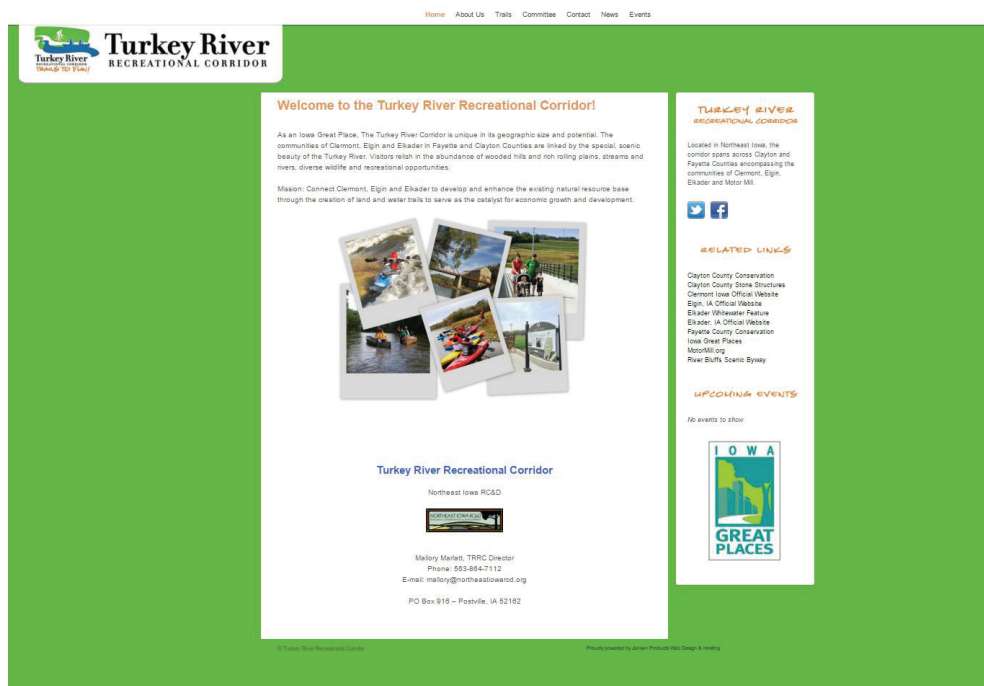 Home About Us Trails Committee Contact News Events
Turkey River
RECREATIONAL CORRIDOR
TRAILS TO FUN!
Turkey River
RECREATIONAL CORRIDOR
Welcome to the Turkey River Recreational Corridor!
As an Iowa Great Place, The Turkey River Corridor is unique in its geographic size and potential. The
communities of Clermont, Elgin and Elkader in Fayette and Clayton Counties are linked by the special, scenic
beauty of the Turkey River. Visitors relish in the abundance of wooded hills and rich rolling plains, streams and
rivers, diverse wildlife and recreational opportunities.
Mission: Connect Clermont, Elgin and Elkader to develop and enhance the existing natural resource base
through the creation of land and water trails to serve as the catalyst for economic growth and development.
Turkey River Recreational Corridor
Northeast Iowa RC&D
NORTHEAST IOWA RC&D
Mallory Marlatt, TRRC Director
Phone: 563-864-7112
E-mail: mallory@northeastiowarcd.org
PO Box 916 – Postville, IA 52162
TURKEY RIVER
RECREATIONAL CORRIDOR
Located in Northeast Iowa, the
corridor spans across Clayton and
Fayette Counties encompassing the
communities of Clermont, Elgin,
Elkader and Motor Mill.
RELATED LINKS
Clayton County Conservation
Clayton County Stone Structures
Clermont Iowa Official Website
Elgin, IA Official Website
Elkader Whitewater Feature
Elkader, IA Official Website
Fayette County Conservation
Iowa Great Places
MotorMill.org
River Bluffs Scenic Byway
UPCOMING EVENTS
No events to show
IOWA
GREAT
PLACES
© Turkey River Recreational Corridor
Proudly powered by Jensen Products Web Design & Hosting